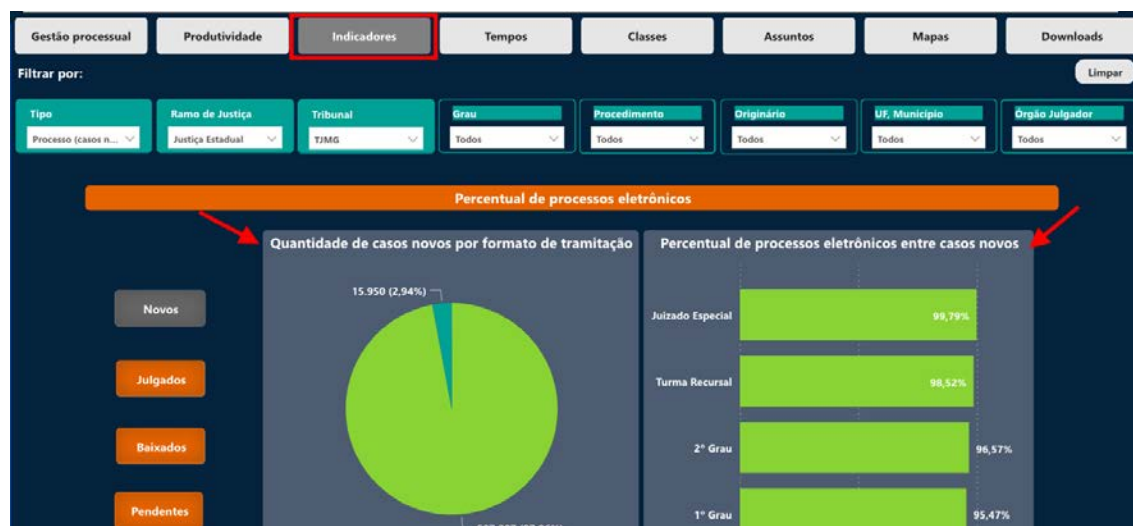 Gestão processual Produtividade Indicadores Tempos Classes Assuntos Mapas Downloads
Filtrar por: Limpar
Tipo Ramo de Justiça Tribunal Grau Procedimento Originário UF, Município Órgão Julgador
Processo (casos n... Justiça Estadual TJMG Todos Todos Todos Todos Todos
Percentual de processos eletrônicos
Quantidade de casos novos por formato de tramitação
15.950 (2,94%)
Percentual de processos eletrônicos entre casos novos
Juizado Especial 99,79%
Turma Recursal 98,52%
2º Grau 96,57%
1º Grau 95,47%
Novos
Julgados
Baixados
Pendentes